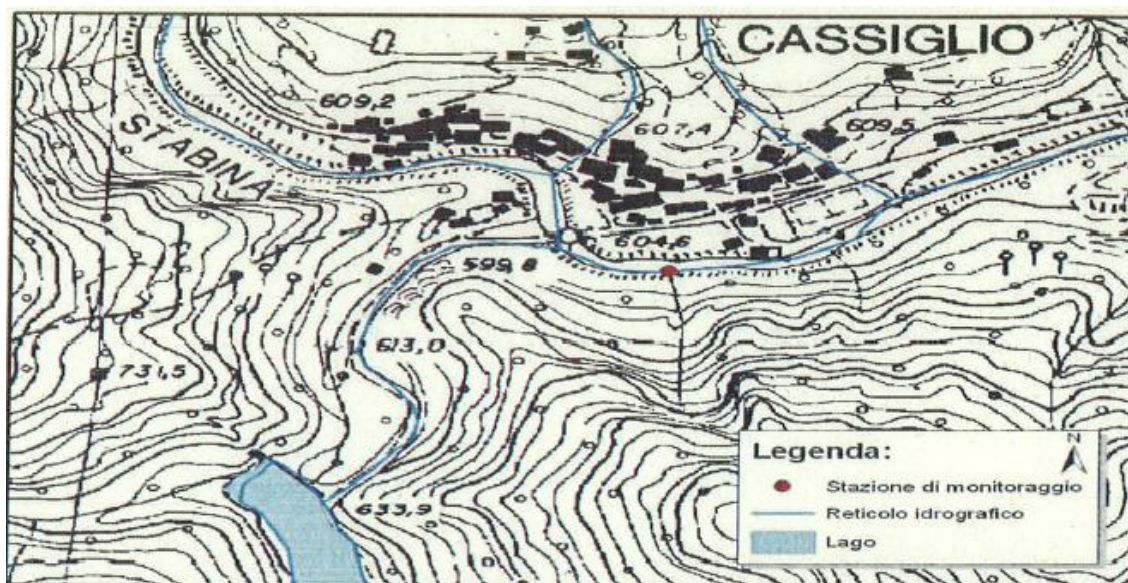 CASSIGLIO
609,2
607,4
609,5
STABINA
604,6
599,8
613,0
731,5
633,9
Legenda:
N
Stazione di monitoraggio
Reticolo idrografico
Lago